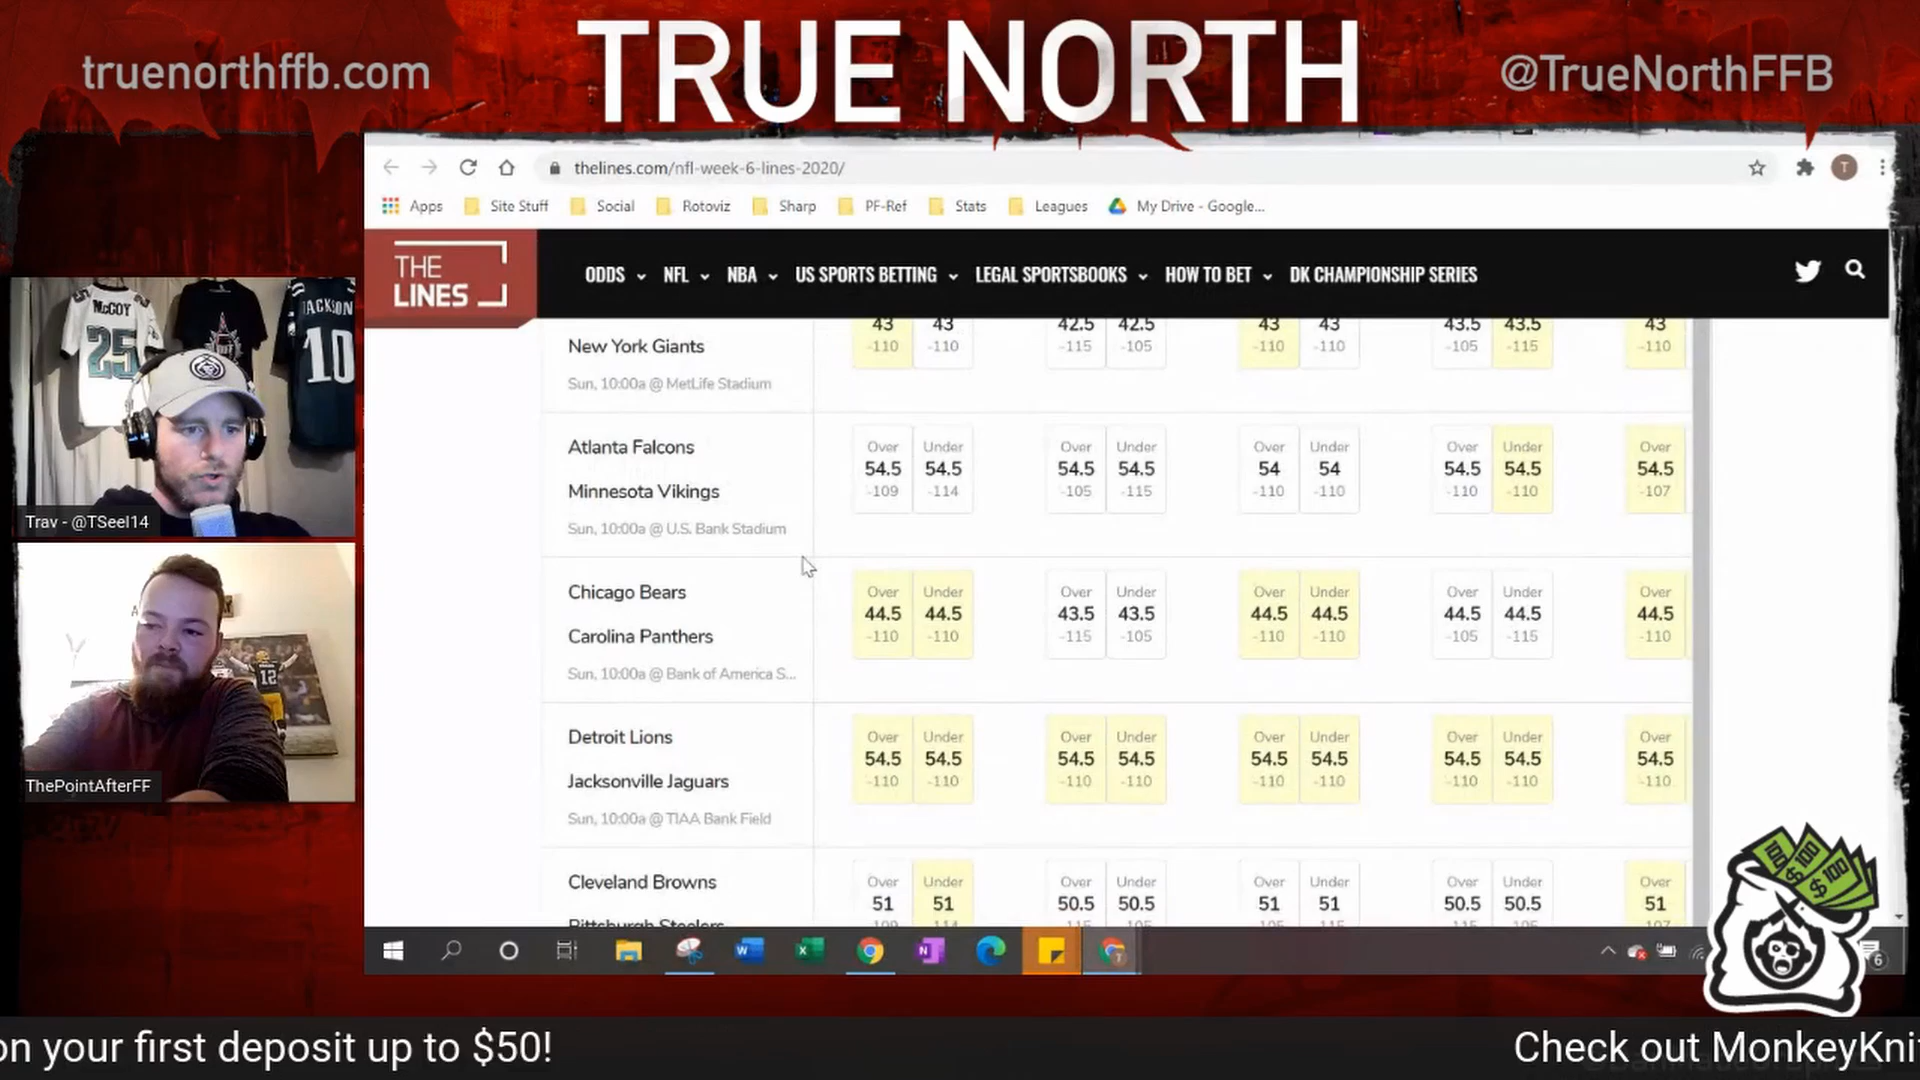 truenorthffb.com
TRUE NORTH
@TrueNorthFFB
thelines.com/nfl-week-6-lines-2020/
T
Apps Site Stuff Social Rotoviz Sharp PF-Ref Stats Leagues My Drive - Google...
THE
LINES
ODDS NFL NBA US SPORTS BETTING LEGAL SPORTSBOOKS HOW TO BET DK CHAMPIONSHIP SERIES
43 43 42.5 42.5 43 43 43.5 43.5 43
New York Giants -110 -110 -115 -105 -110 -110 -105 -115 -110
Sun, 10:00a @ MetLife Stadium
Atlanta Falcons Over Under Over Under Over Under Over Under Over
54.5 54.5 54.5 54.5 54 54 54.5 54.5 54.5
Minnesota Vikings -109 -114 -105 -115 -110 -110 -110 -110 -107
Sun, 10:00a @ U.S. Bank Stadium
Chicago Bears Over Under Over Under Over Under Over Under Over
44.5 44.5 43.5 43.5 44.5 44.5 44.5 44.5 44.5
Carolina Panthers -110 -110 -115 -105 -110 -110 -105 -115 -110
Sun, 10:00a @ Bank of America S...
Detroit Lions Over Under Over Under Over Under Over Under Over
54.5 54.5 54.5 54.5 54.5 54.5 54.5 54.5 54.5
Jacksonville Jaguars -110 -110 -110 -110 -110 -110 -110 -110 -110
Sun, 10:00a @ TIAA Bank Field
Cleveland Browns Over Under Over Under Over Under Over Under Over
51 51 50.5 50.5 51 51 50.5 50.5 51
Pittsburgh Steelers
McCOY
25
JACKSON
10
Trav - @TSeel14
12
ThePointAfterFF
100 100 $100 $
6
on your first deposit up to $50!
Check out MonkeyKni